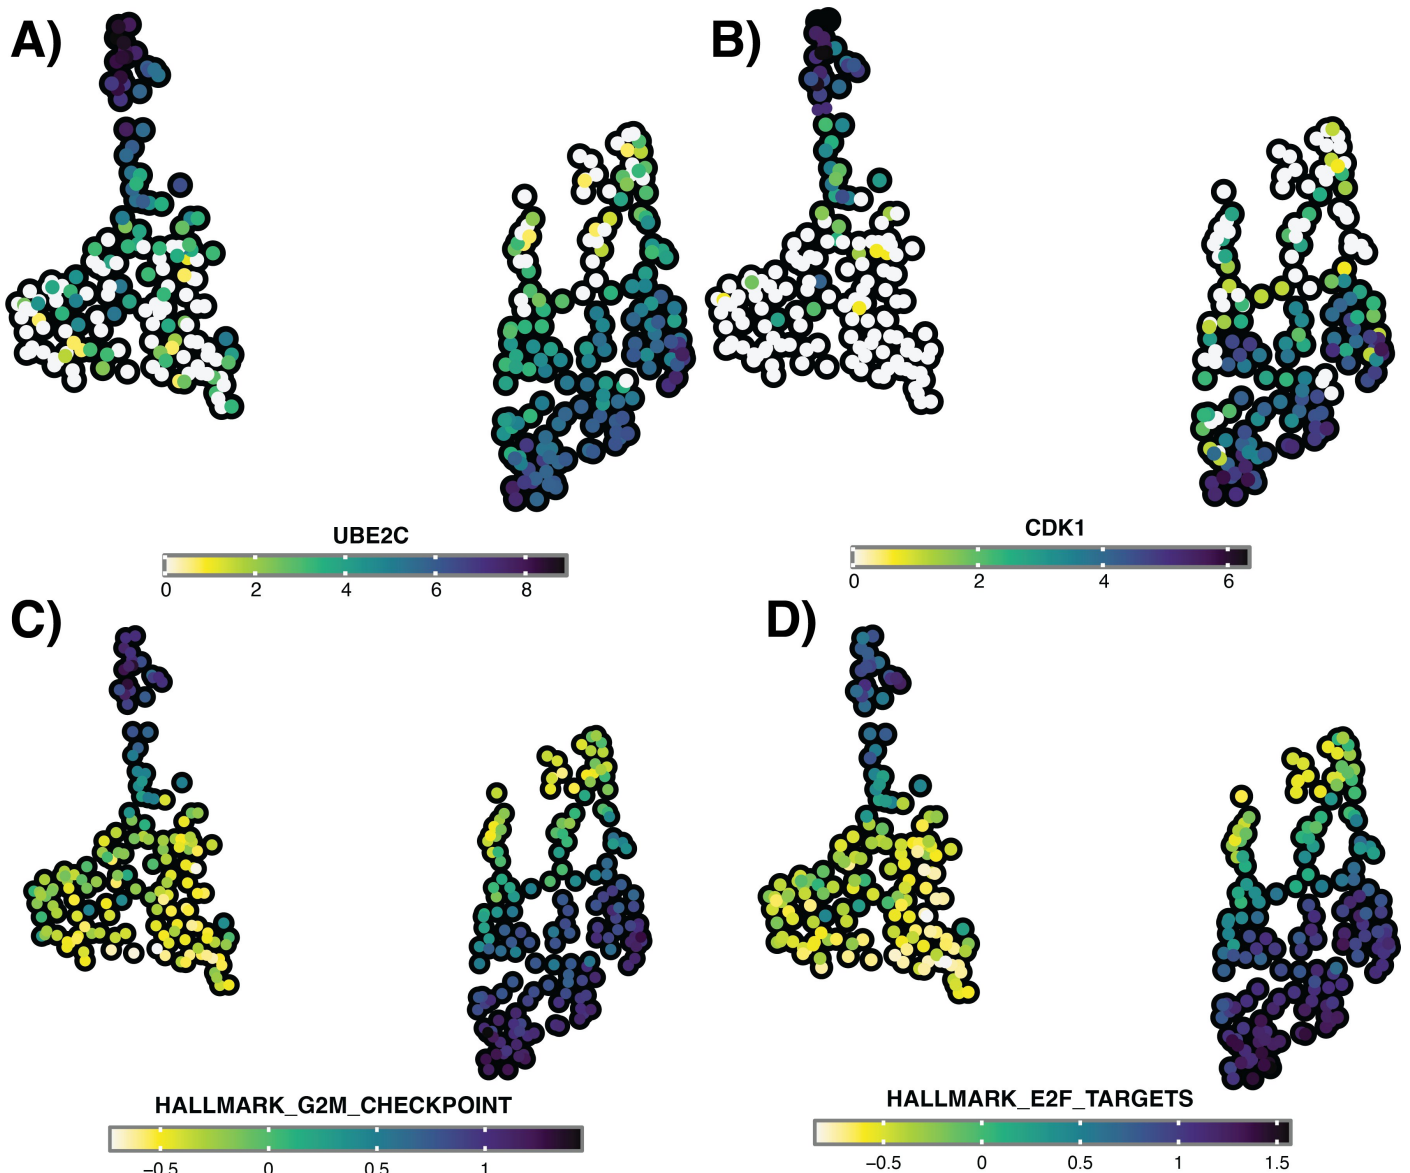 A)
B)
UBE2C
0 2 4 6 8
CDK1
0 2 4 6
C)
D)
HALLMARK_G2M_CHECKPOINT
−0.5 0 0.5 1
HALLMARK_E2F_TARGETS
−0.5 0 0.5 1 1.5